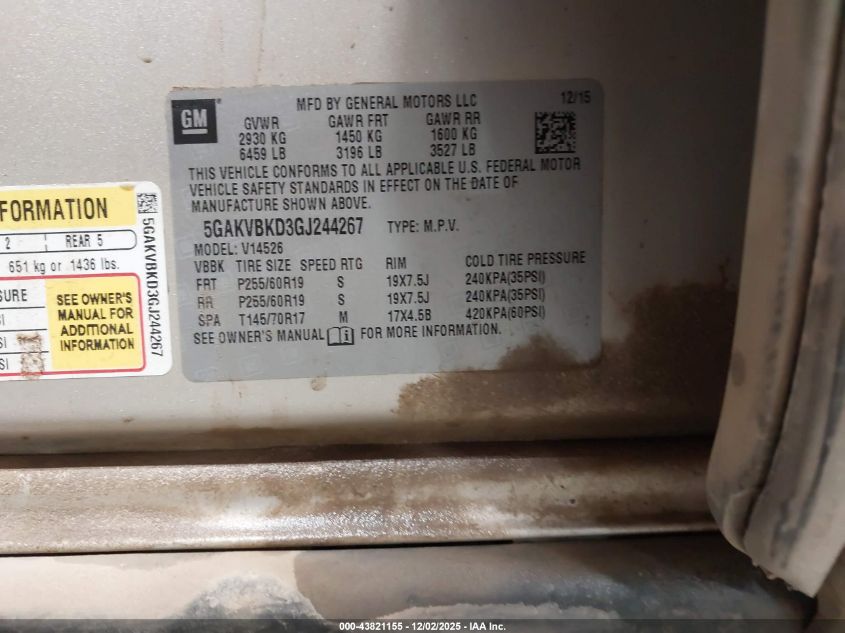 GM
MFD BY GENERAL MOTORS LLC 12/15
GVWR GAWR FRT GAWR RR
2930 KG 1450 KG 1600 KG
6459 LB 3196 LB 3527 LB
THIS VEHICLE CONFORMS TO ALL APPLICABLE U.S. FEDERAL MOTOR
VEHICLE SAFETY STANDARDS IN EFFECT ON THE DATE OF
MANUFACTURE SHOWN ABOVE.
5GAKVBKD3GJ244267 TYPE: M.P.V.
MODEL: V14526
VBBK TIRE SIZE SPEED RTG RIM COLD TIRE PRESSURE
FRT P255/60R19 S 19X7.5J 240KPA(35PSI)
RR P255/60R19 S 19X7.5J 240KPA(35PSI)
SPA T145/70R17 M 17X4.5B 420KPA(60PSI)
SEE OWNER'S MANUAL FOR MORE INFORMATION.
FORMATION
2 REAR 5
651 kg or 1436 lbs.
SURE
SI
SI
SI
SEE OWNER'S
MANUAL FOR
ADDITIONAL
INFORMATION
5GAKVBKD3GJ244267
000-43821155 - 12/02/2025 - IAA Inc.